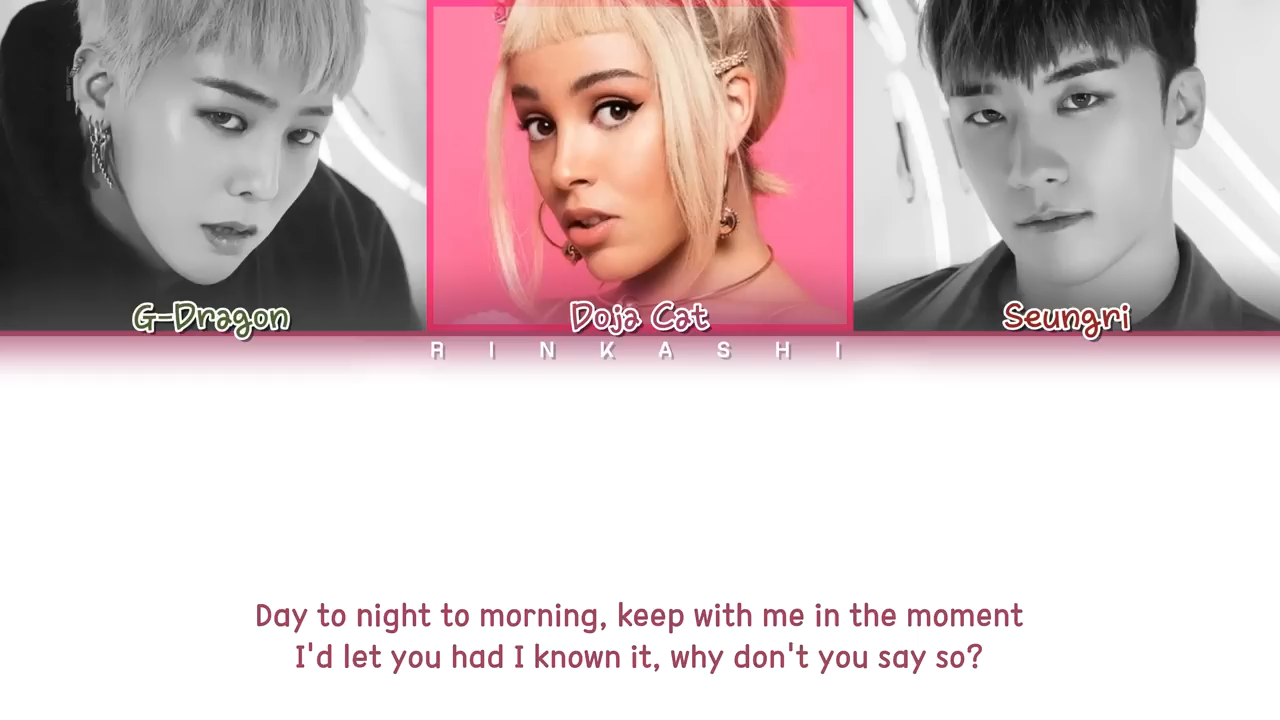 G-Dragon
Doja Cat
Seungri
RINKASHI
Day to night to morning, keep with me in the moment
I'd let you had I known it, why don't you say so?